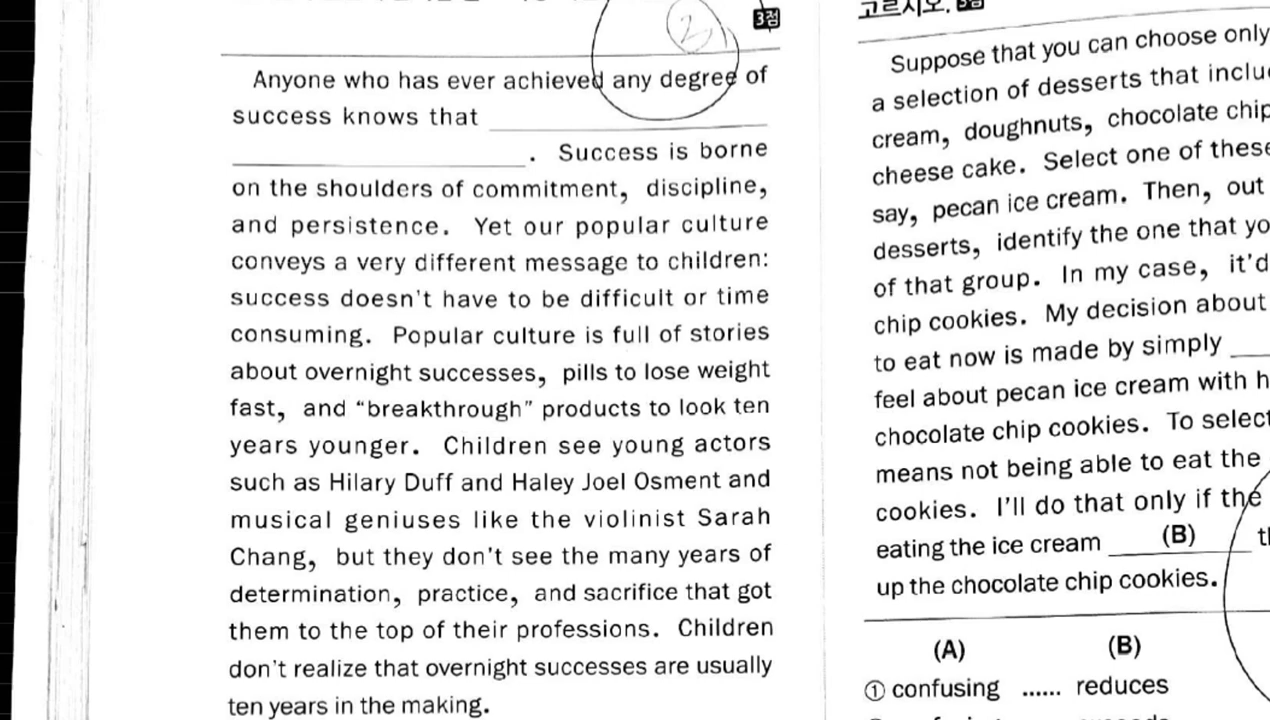 2
3점
Anyone who has ever achieved any degree of
success knows that
. Success is borne
on the shoulders of commitment, discipline,
and persistence. Yet our popular culture
conveys a very different message to children:
success doesn't have to be difficult or time
consuming. Popular culture is full of stories
about overnight successes, pills to lose weight
fast, and “breakthrough” products to look ten
years younger. Children see young actors
such as Hilary Duff and Haley Joel Osment and
musical geniuses like the violinist Sarah
Chang, but they don't see the many years of
determination, practice, and sacrifice that got
them to the top of their professions. Children
don't realize that overnight successes are usually
ten years in the making.
고르시오. 3점
Suppose that you can choose only
a selection of desserts that inclu
cream, doughnuts, chocolate chip
cheese cake. Select one of these
say, pecan ice cream. Then, out
desserts, identify the one that yo
of that group. In my case, it'd
chip cookies. My decision about
to eat now is made by simply
feel about pecan ice cream with h
chocolate chip cookies. To select
means not being able to eat the
cookies. I'll do that only if the
eating the ice cream (B) t
up the chocolate chip cookies.
(A) (B)
① confusing ...... reduces